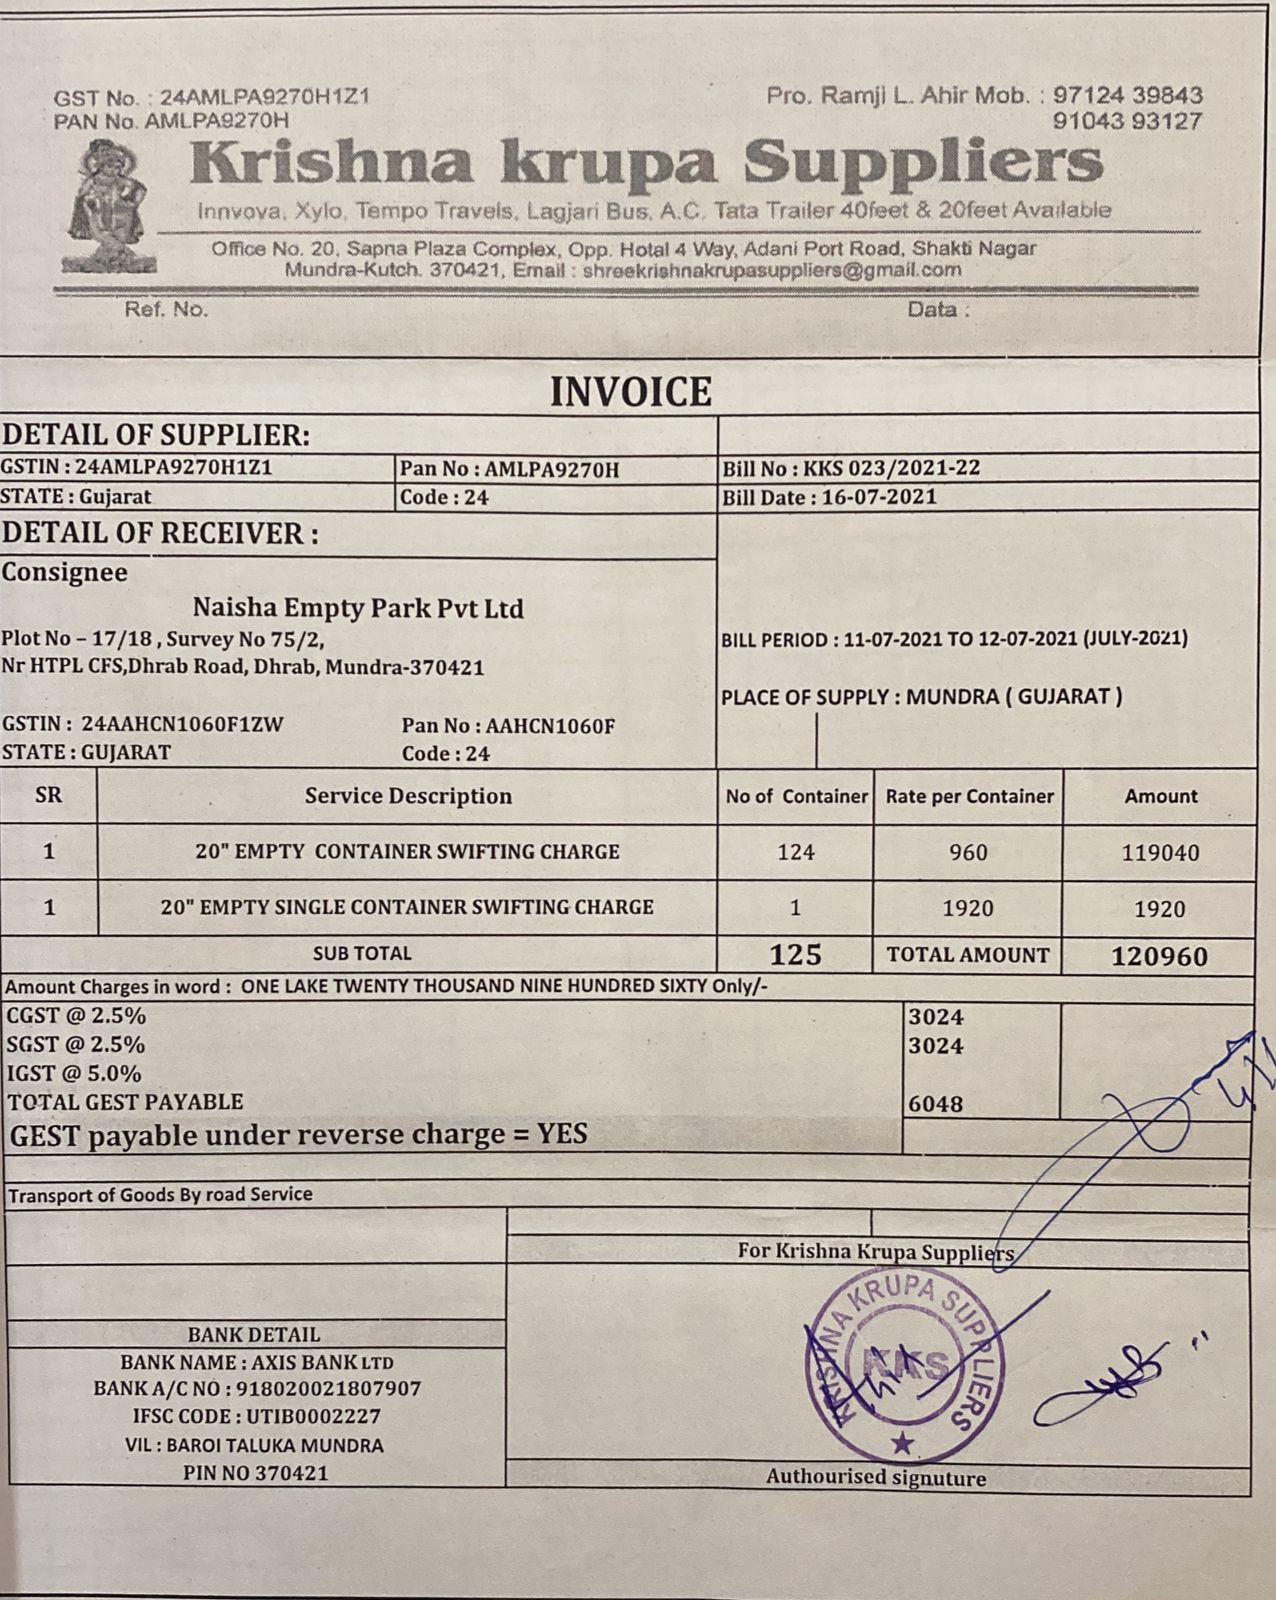 GST No. : 24AMLPA9270H1Z1
Pro. Ramji L. Ahir Mob. : 97124 39843
PAN No. AMLPA9270H
91043 93127
Krishna krupa Suppliers
Innvova, Xylo, Tempo Travels, Lagjari Bus, A.C. Tata Trailer 40feet & 20feet Available
Office No. 20, Sapna Plaza Complex, Opp. Hotal 4 Way, Adani Port Road, Shakti Nagar
Mundra-Kutch. 370421, Email : shreekrishnakrupasuppliers@gmail.com
Ref. No. Data :
INVOICE
DETAIL OF SUPPLIER:
GSTIN : 24AMLPA9270H1Z1 Pan No : AMLPA9270H Bill No : KKS 023/2021-22
STATE : Gujarat Code : 24 Bill Date : 16-07-2021
DETAIL OF RECEIVER :
Consignee
Naisha Empty Park Pvt Ltd
Plot No – 17/18 , Survey No 75/2,
BILL PERIOD : 11-07-2021 TO 12-07-2021 (JULY-2021)
Nr HTPL CFS,Dhrab Road, Dhrab, Mundra-370421
PLACE OF SUPPLY : MUNDRA ( GUJARAT )
GSTIN : 24AAHCN1060F1ZW Pan No : AAHCN1060F
STATE : GUJARAT Code : 24
SR Service Description No of Container Rate per Container Amount
1 20" EMPTY CONTAINER SWIFTING CHARGE 124 960 119040
1 20" EMPTY SINGLE CONTAINER SWIFTING CHARGE 1 1920 1920
SUB TOTAL 125 TOTAL AMOUNT 120960
Amount Charges in word : ONE LAKE TWENTY THOUSAND NINE HUNDRED SIXTY Only/-
CGST @ 2.5% 3024
SGST @ 2.5% 3024
IGST @ 5.0%
TOTAL GEST PAYABLE 6048
GEST payable under reverse charge = YES
Transport of Goods By road Service
For Krishna Krupa Suppliers
KRISHNA KRUPA SUPPLIERS
KKS
BANK DETAIL
BANK NAME : AXIS BANK LTD
BANK A/C NO : 918020021807907
IFSC CODE : UTIB0002227
VIL : BAROI TALUKA MUNDRA
PIN NO 370421
Authourised signuture